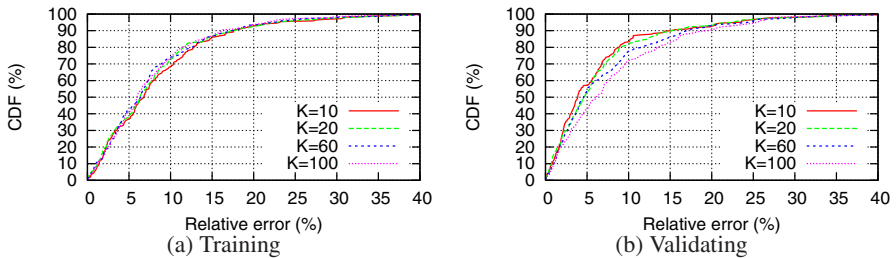 100
90
80
70
60
50
40
30
20
10
0
CDF (%)
K=10
K=20
K=60
K=100
0 5 10 15 20 25 30 35 40
Relative error (%)
(a) Training
100
90
80
70
60
50
40
30
20
10
0
CDF (%)
K=10
K=20
K=60
K=100
0 5 10 15 20 25 30 35 40
Relative error (%)
(b) Validating